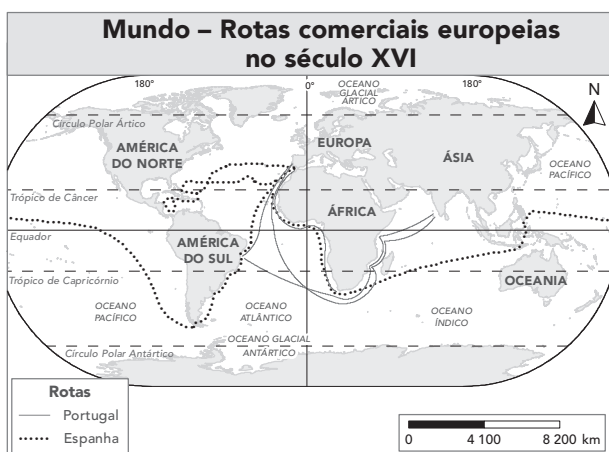 Mundo – Rotas comerciais europeias
no século XVI
180°
0°
180°
OCEANO
GLACIAL
ÁRTICO
N
Círculo Polar Ártico
AMÉRICA
DO NORTE
EUROPA
ÁSIA
OCEANO
PACÍFICO
Trópico de Câncer
ÁFRICA
Equador
AMÉRICA
DO SUL
Trópico de Capricórnio
OCEANIA
OCEANO
PACÍFICO
OCEANO
ATLÂNTICO
OCEANO
ÍNDICO
OCEANO GLACIAL
ANTÁRTICO
Círculo Polar Antártico
Rotas
Portugal
Espanha
0 4 100 8 200 km